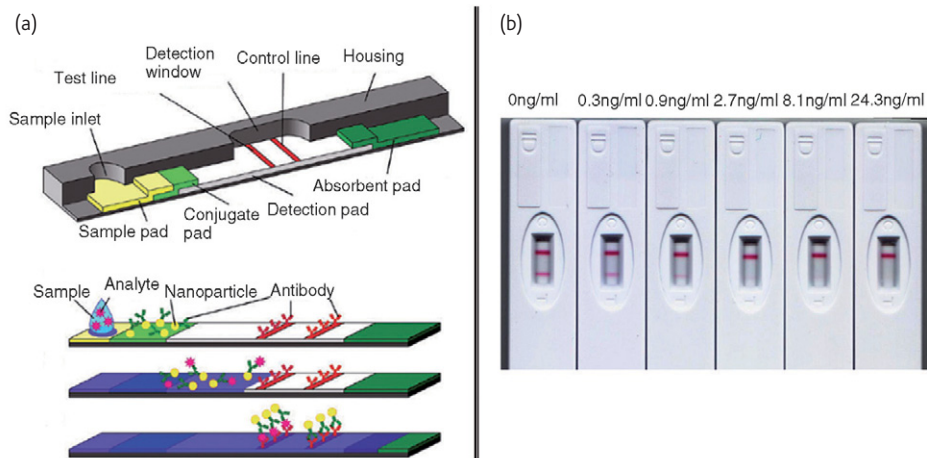 (a)
Detection
window
Control line
Housing
Test line
Sample inlet
Absorbent pad
Detection pad
Conjugate
pad
Sample pad
Sample
Analyte
Nanoparticle
Antibody
(b)
0ng/ml 0.3ng/ml 0.9ng/ml 2.7ng/ml 8.1ng/ml 24.3ng/ml